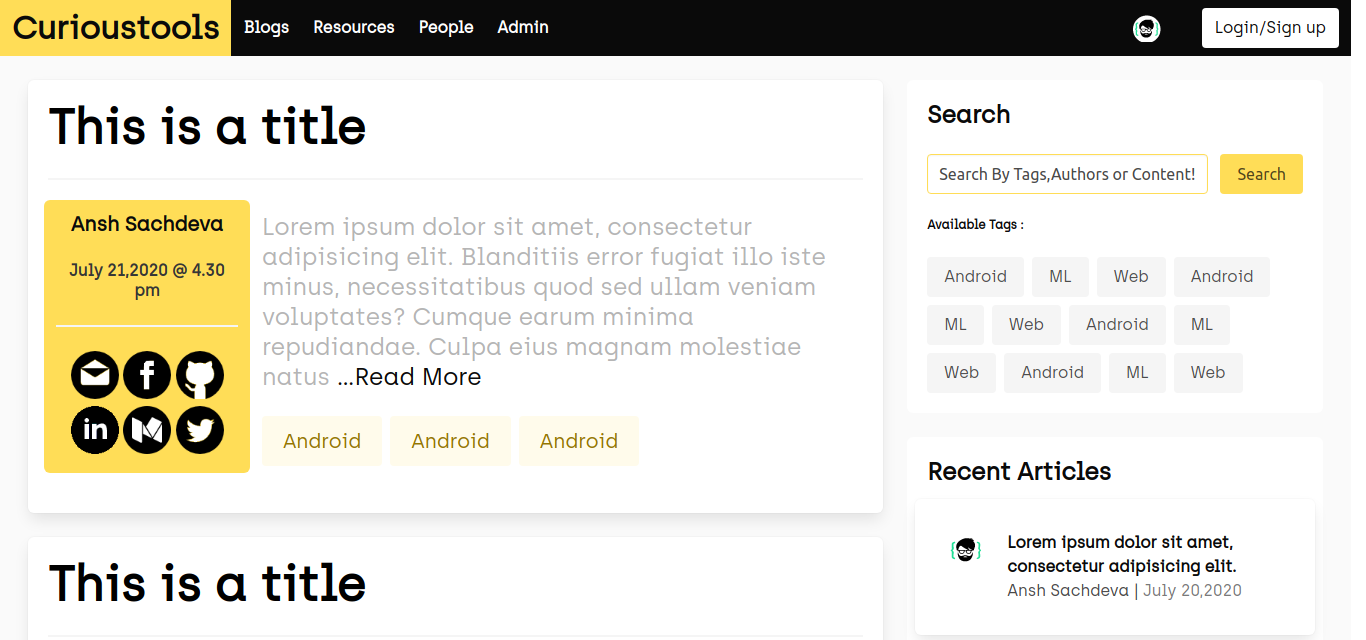 Curioustools
Blogs
Resources
People
Admin
Login/Sign up
This is a title
Ansh Sachdeva
July 21,2020 @ 4.30
pm
in
Lorem ipsum dolor sit amet, consectetur
adipisicing elit. Blanditiis error fugiat illo iste
minus, necessitatibus quod sed ullam veniam
voluptates? Cumque earum minima
repudiandae. Culpa eius magnam molestiae
natus ...Read More
Android
Android
Android
This is a title
Search
Search By Tags,Authors or Content!
Search
Available Tags :
Android
ML
Web
Android
ML
Web
Android
ML
Web
Android
ML
Web
Recent Articles
Lorem ipsum dolor sit amet,
consectetur adipisicing elit.
Ansh Sachdeva | July 20,2020